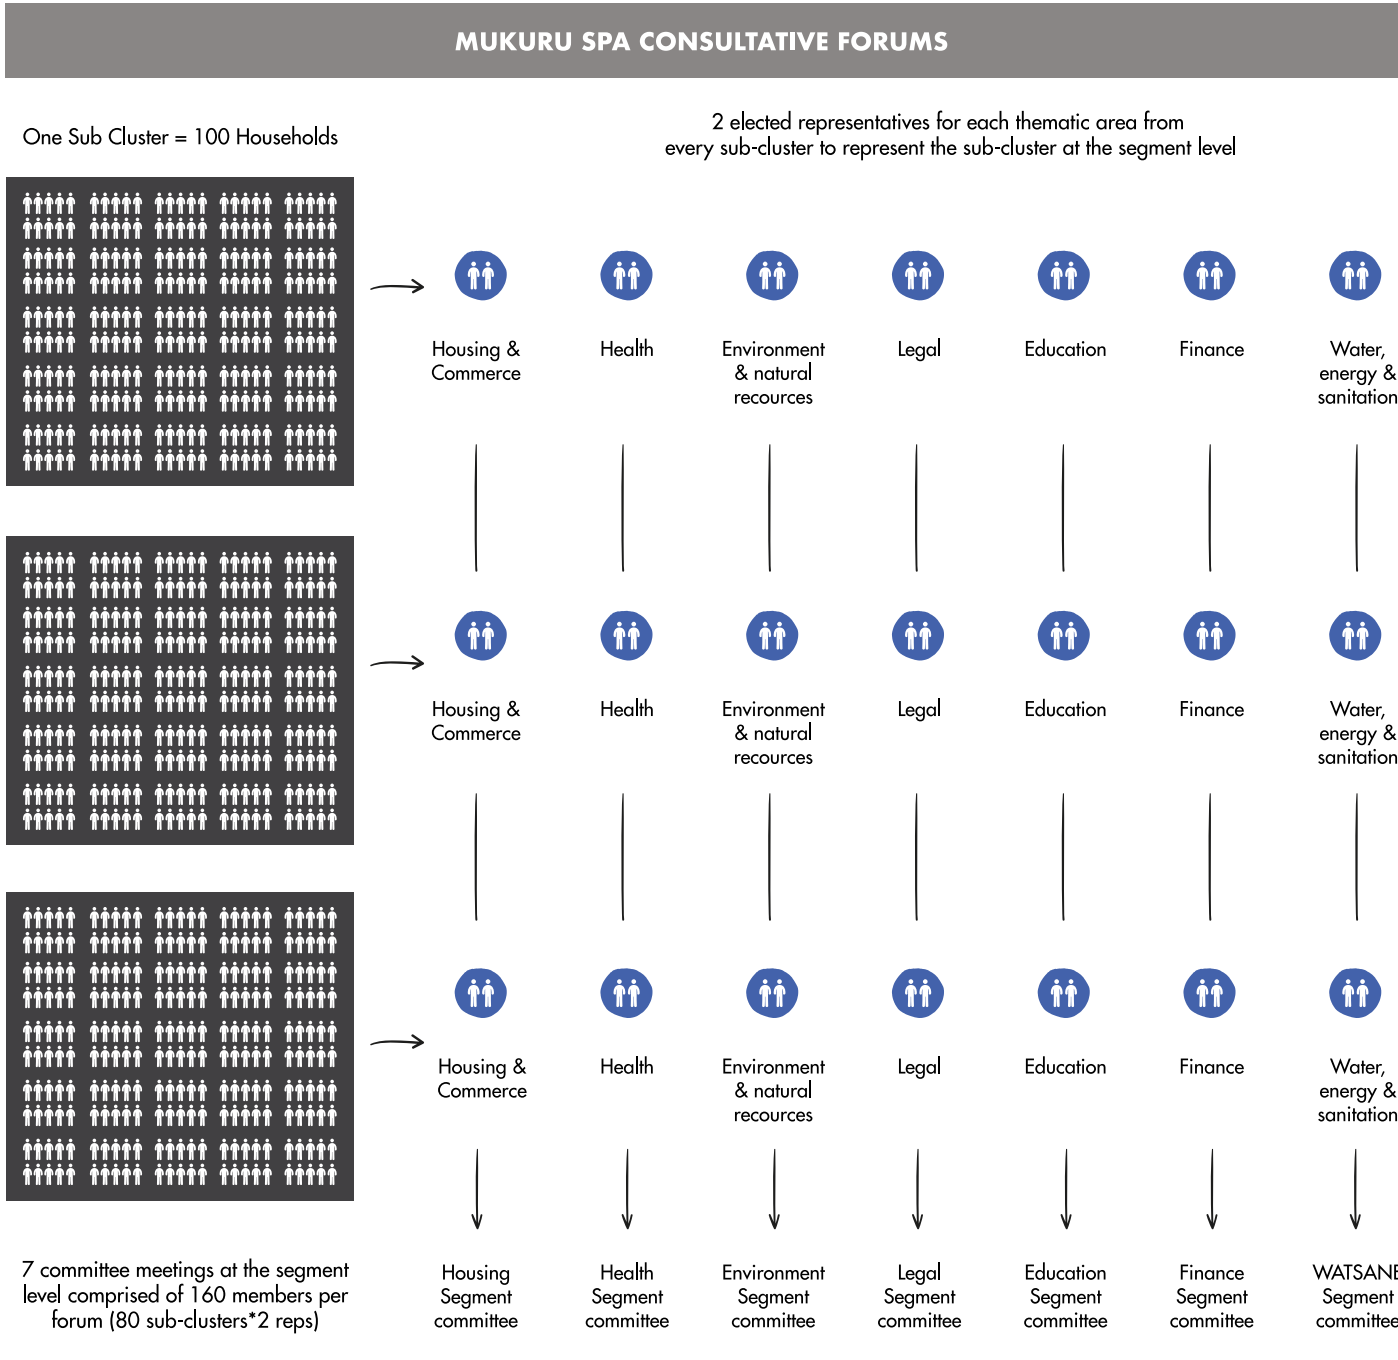 MUKURU SPA CONSULTATIVE FORUMS
One Sub Cluster = 100 Households
2 elected representatives for each thematic area from
every sub-cluster to represent the sub-cluster at the segment level
Housing &
Commerce
Health
Environment
& natural
recources
Legal
Education
Finance
Water,
energy &
sanitation
Housing &
Commerce
Health
Environment
& natural
recources
Legal
Education
Finance
Water,
energy &
sanitation
Housing &
Commerce
Health
Environment
& natural
recources
Legal
Education
Finance
Water,
energy &
sanitation
7 committee meetings at the segment
level comprised of 160 members per
forum (80 sub-clusters*2 reps)
Housing
Segment
committee
Health
Segment
committee
Environment
Segment
committee
Legal
Segment
committee
Education
Segment
committee
Finance
Segment
committee
WATSANE
Segment
committee